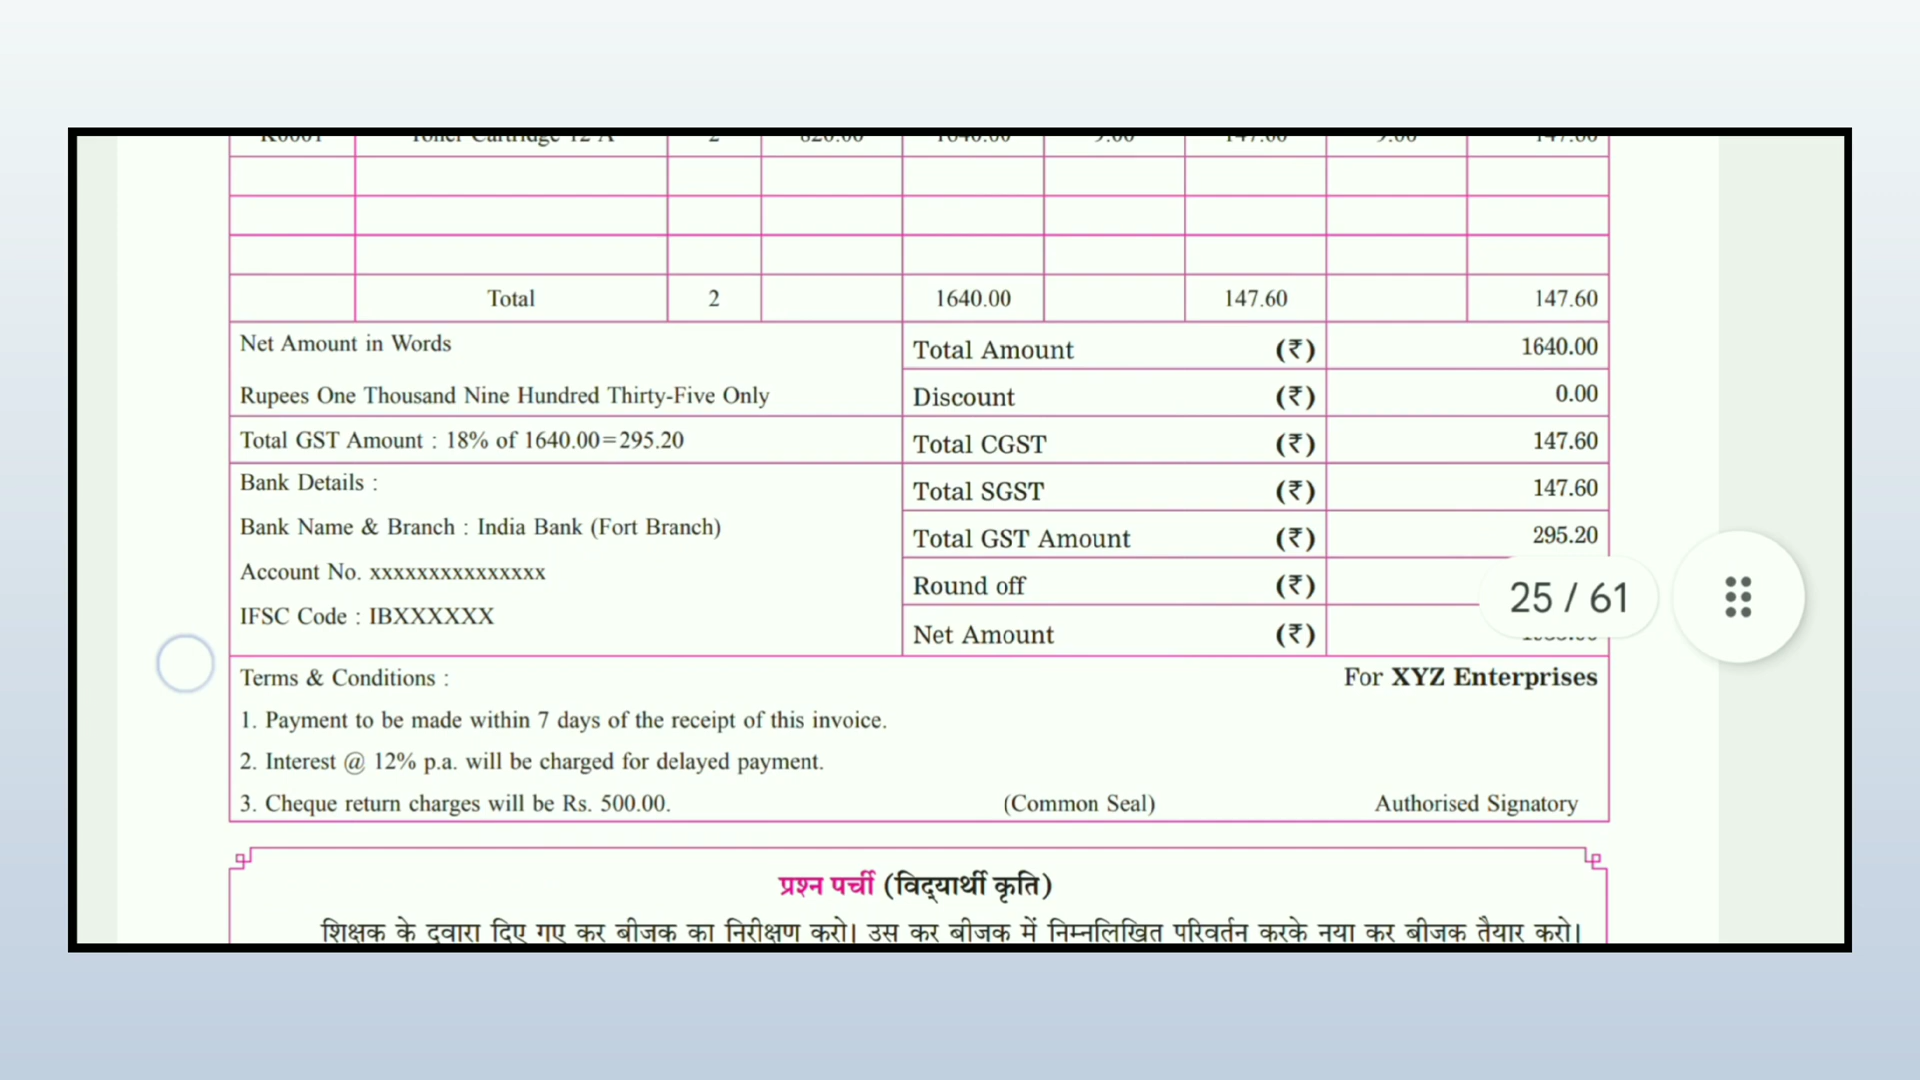 Total 2 1640.00 147.60 147.60
Net Amount in Words
Rupees One Thousand Nine Hundred Thirty-Five Only
Total Amount (₹) 1640.00
Discount (₹) 0.00
Total GST Amount : 18% of 1640.00=295.20
Total CGST (₹) 147.60
Bank Details :
Total SGST (₹) 147.60
Bank Name & Branch : India Bank (Fort Branch)
Total GST Amount (₹) 295.20
Account No. xxxxxxxxxxxxxxx
Round off (₹)
25 / 61
IFSC Code : IBXXXXXX
Net Amount (₹)
Terms & Conditions :
For XYZ Enterprises
1. Payment to be made within 7 days of the receipt of this invoice.
2. Interest @ 12% p.a. will be charged for delayed payment.
3. Cheque return charges will be Rs. 500.00.
(Common Seal) Authorised Signatory
प्रश्न पर्ची (विद्‌यार्थी कृति)
शिक्षक के द्‌वारा दिए गए कर बीजक का निरीक्षण करो। उस कर बीजक में निम्नलिखित परिवर्तन करके नया कर बीजक तैयार करो।